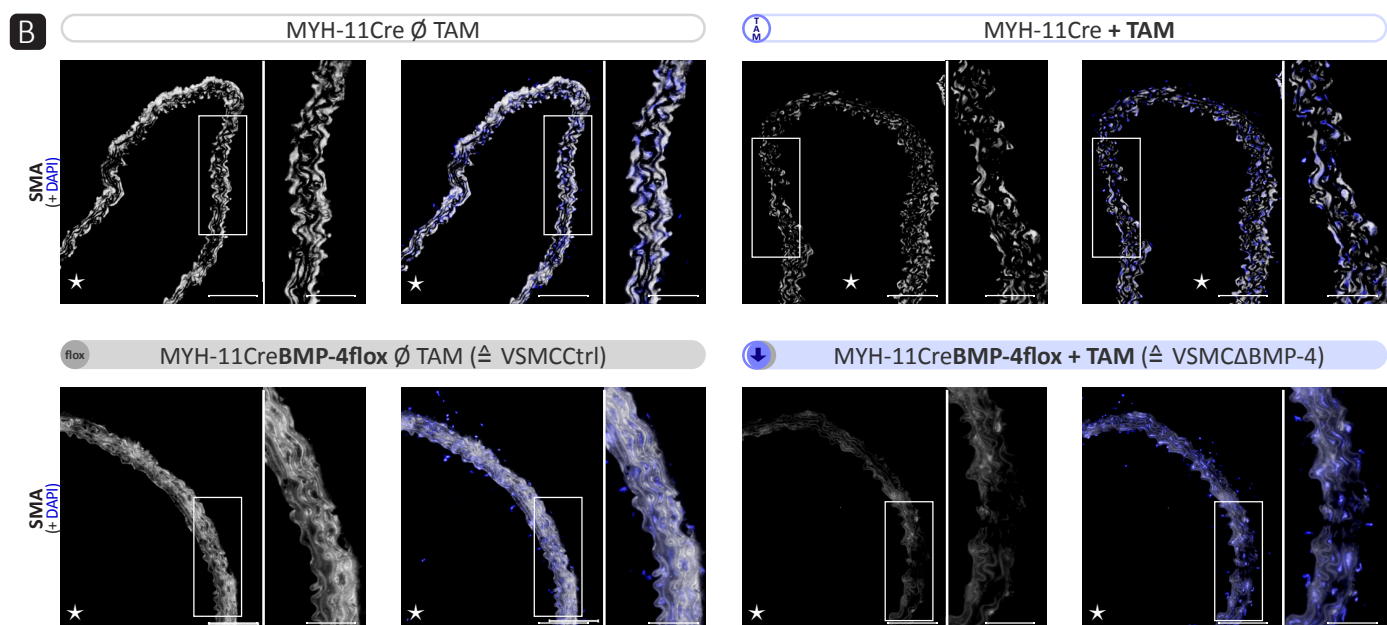 B
MYH-11Cre Ø TAM
TAM
MYH-11Cre + TAM
SMA
(+ DAPI)
flox
MYH-11CreBMP-4flox Ø TAM (≙ VSMCCtrl)
MYH-11CreBMP-4flox + TAM (≙ VSMCΔBMP-4)
SMA
(+ DAPI)